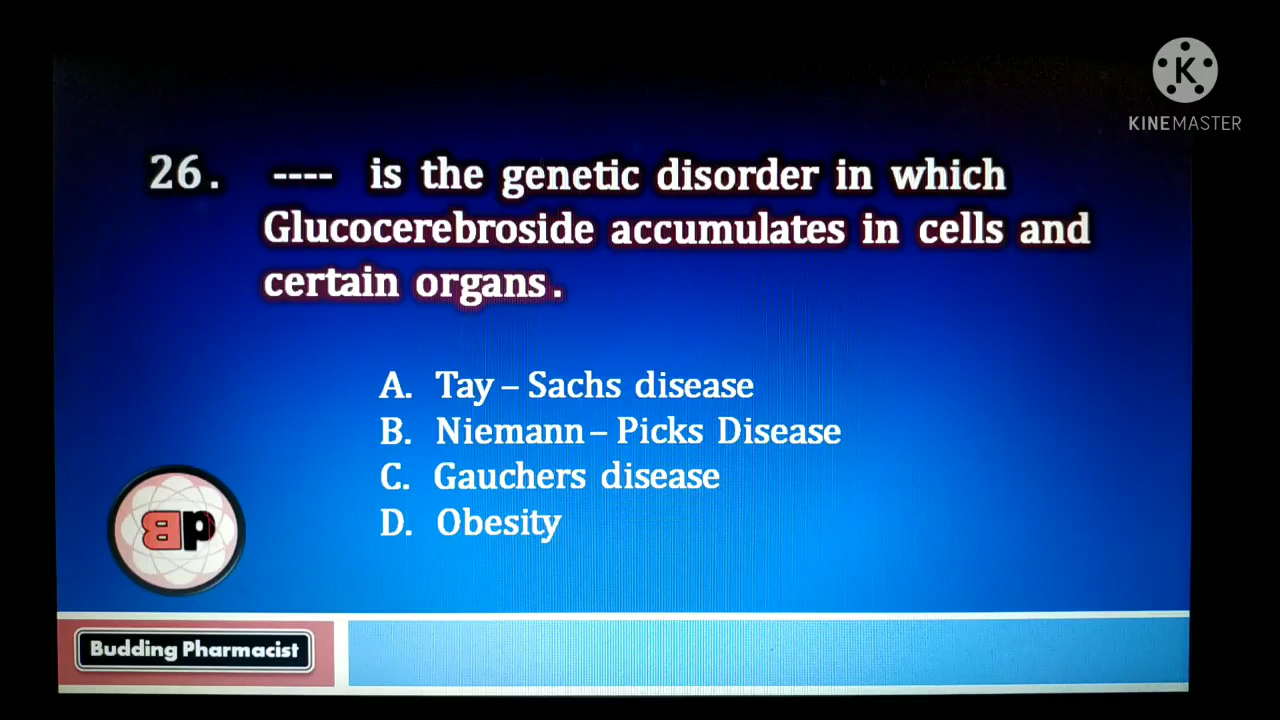 K
KINEMASTER
26. ---- is the genetic disorder in which
Glucocerebroside accumulates in cells and
certain organs.
A. Tay – Sachs disease
B. Niemann – Picks Disease
C. Gauchers disease
D. Obesity
BP
Budding Pharmacist